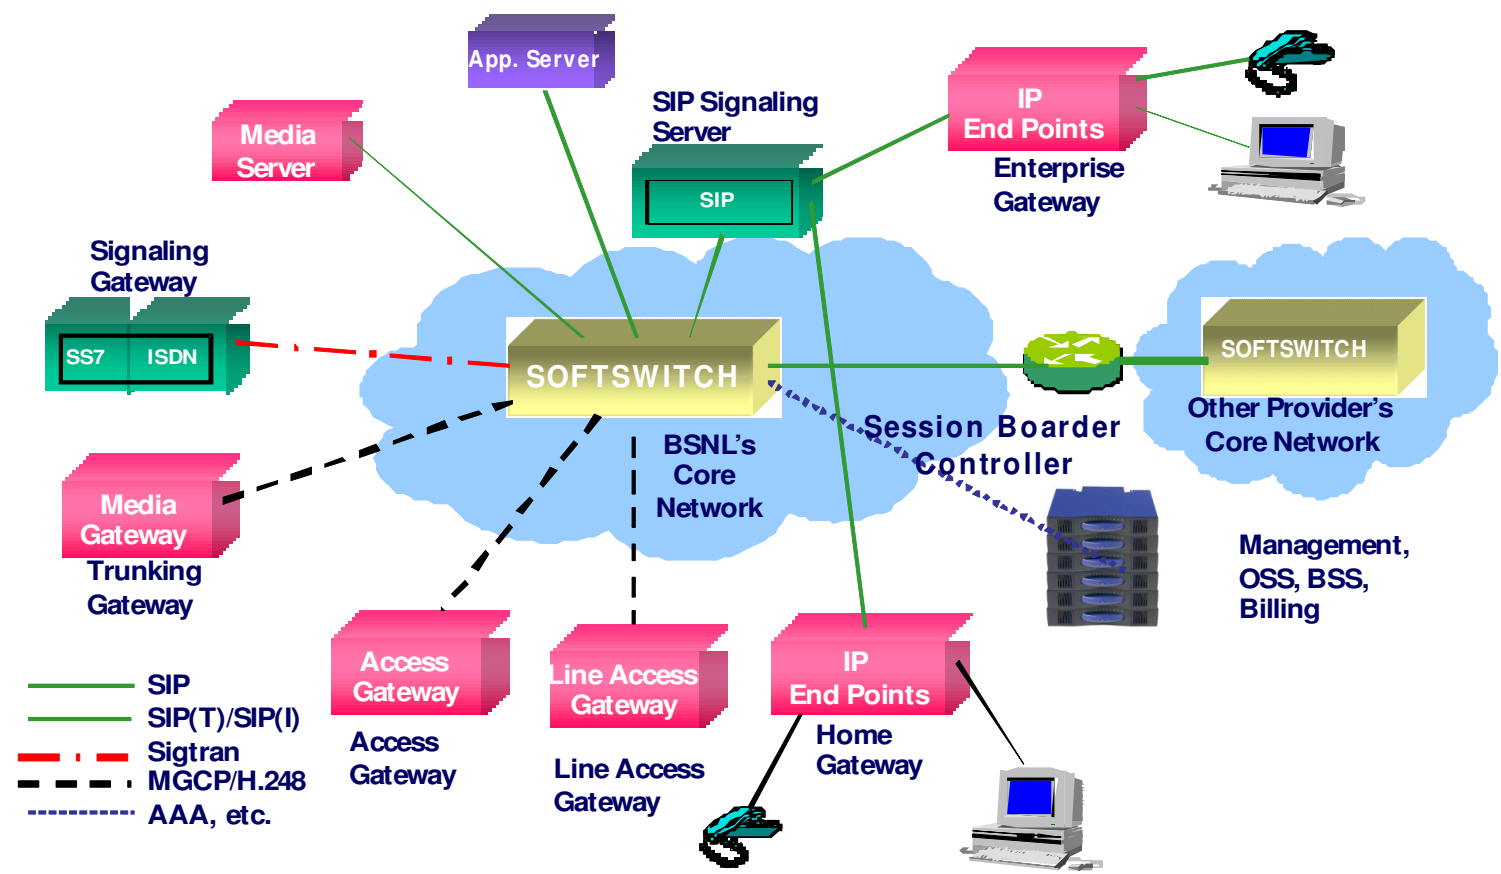 App. Server
SIP Signaling
Server
IP
End Points
Enterprise
Gateway
Media
Server
SIP
Signaling
Gateway
SS7
ISDN
SOFTSWITCH
SOFTSWITCH
Other Provider's
Core Network
BSNL's
Core
Network
Session Boarder
Controller
Media
Gateway
Trunking
Gateway
Management,
OSS, BSS,
Billing
Access
Gateway
Access
Gateway
Line Access
Gateway
Line Access
Gateway
IP
End Points
Home
Gateway
SIP
SIP(T)/SIP(I)
Sigtran
MGCP/H.248
AAA, etc.